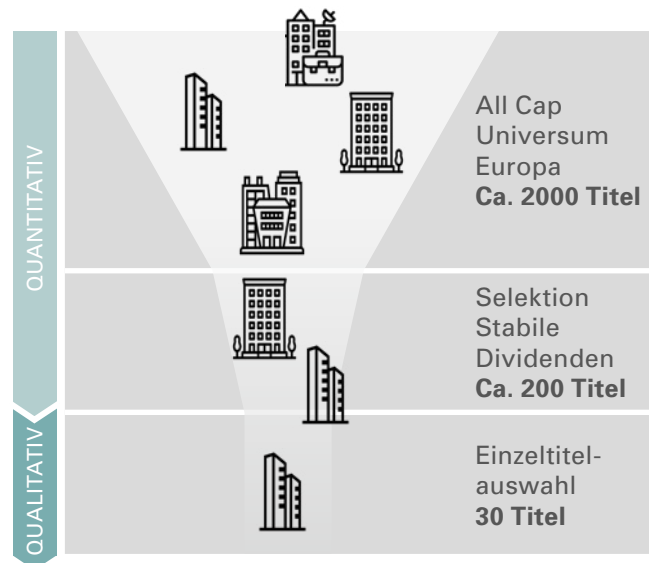 QUANTITATIV
All Cap
Universum
Europa
Ca. 2000 Titel
Selektion
Stabile
Dividenden
Ca. 200 Titel
QUALITATIV
Einzeltitel-
auswahl
30 Titel